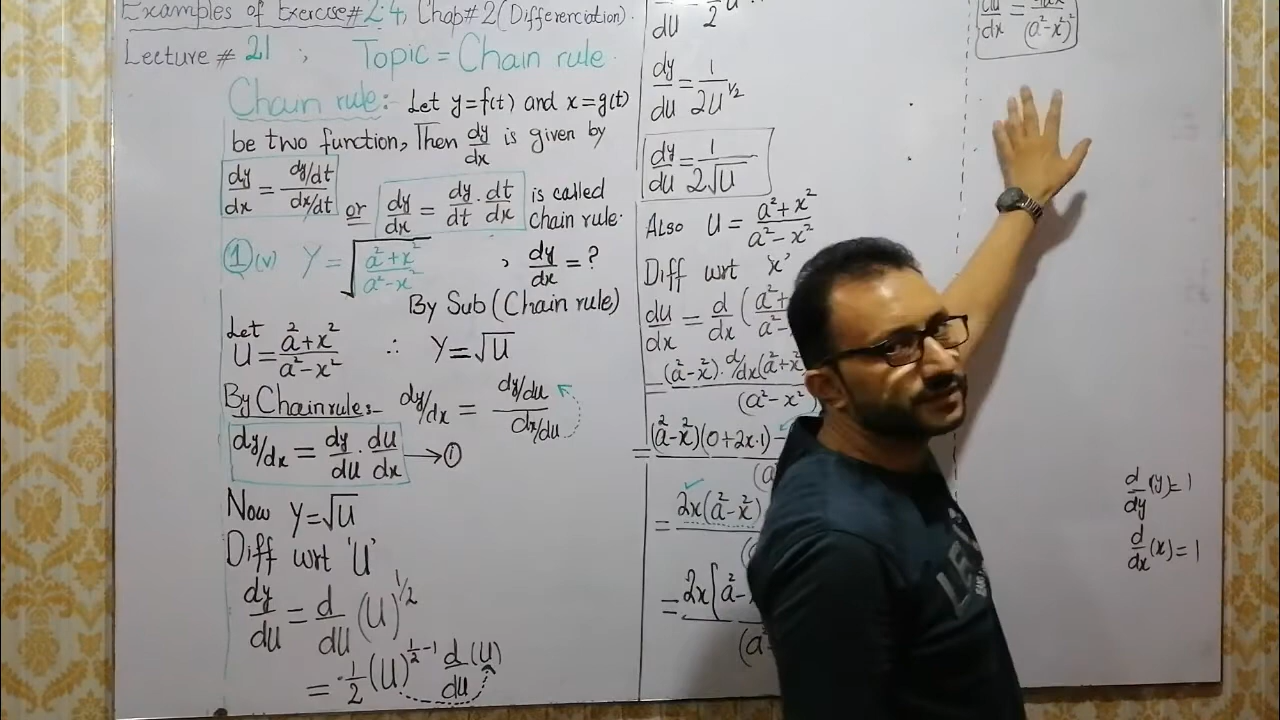 Examples of Exercise# 2.4, Chap# 2 (Differenciation).
Lecture # 21 ; Topic = Chain rule.
Chain rule:- Let y=f(t) and x=g(t)
be two function, Then dy/dx is given by
dy/dx = (dy/dt)/(dx/dt) or dy/dx = dy/dt · dt/dx is called
chain rule.
① (v) Y = √((a²+x²)/(a²-x²)) , dy/dx = ?
By Sub (Chain rule)
Let
U = (a²+x²)/(a²-x²) ∴ Y = √U
By Chain rule:- dy/dx = (dy/du)/(dx/du)
dy/dx = dy/du · du/dx → ①
Now Y = √U
Diff wrt 'U'
dy/du = d/du (U)^1/2
= 1/2 (U)^(1/2 -1) d/du (U)
dy/du = 1/(2U^1/2)
dy/du = 1/(2√U)
Also U = (a²+x²)/(a²-x²)
Diff wrt 'x'
du/dx = d/dx (a²+
a²-
= (a²-x²)·d/dx(a²+x²
(a²-x²
= (a²-x²)(0+2x·1) -
= 2x(a²-x²)
= 2x[a²-
du/dx =
(a²-x²)²
d/dy (y) = 1
d/dx (x) = 1